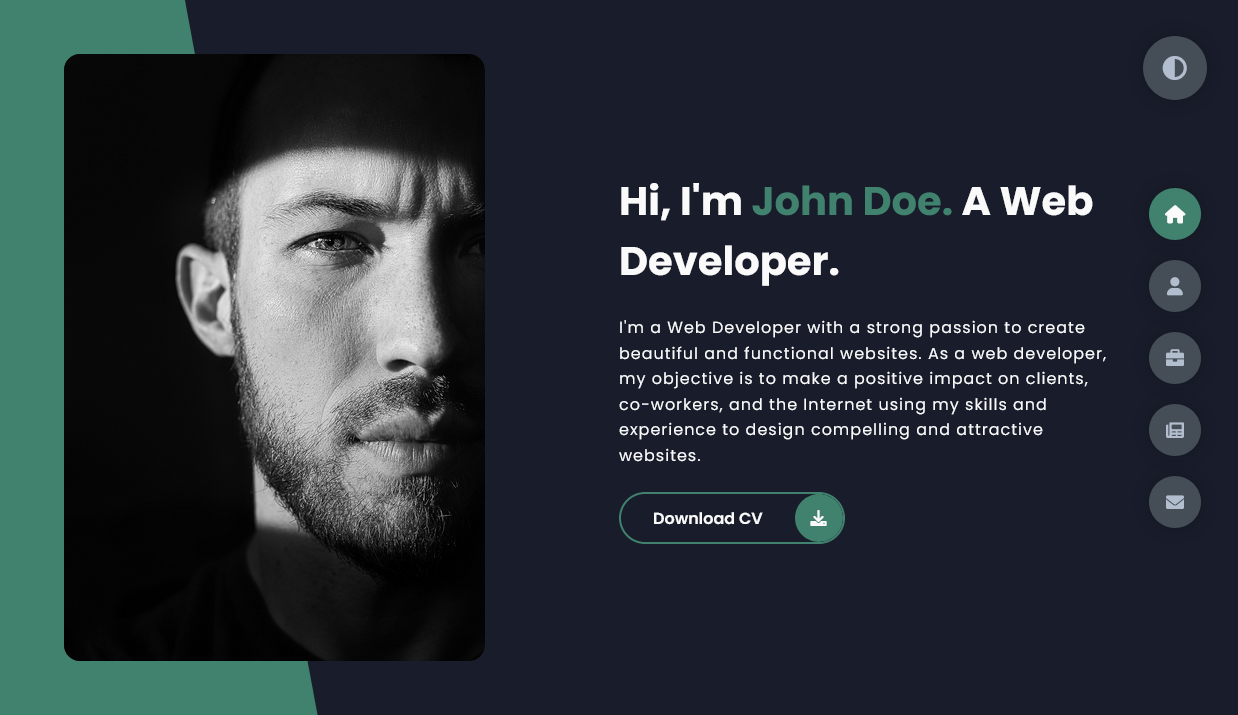 Hi, I'm John Doe. A Web
Developer.
I'm a Web Developer with a strong passion to create
beautiful and functional websites. As a web developer,
my objective is to make a positive impact on clients,
co-workers, and the Internet using my skills and
experience to design compelling and attractive
websites.
Download CV